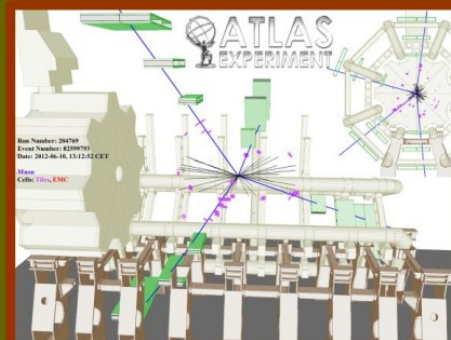 ATLAS
EXPERIMENT
Run Number: 204769
Event Number: 82599793
Date: 2012-06-10, 13:12:52 CET
Muon
Cells: Tiles, EMC